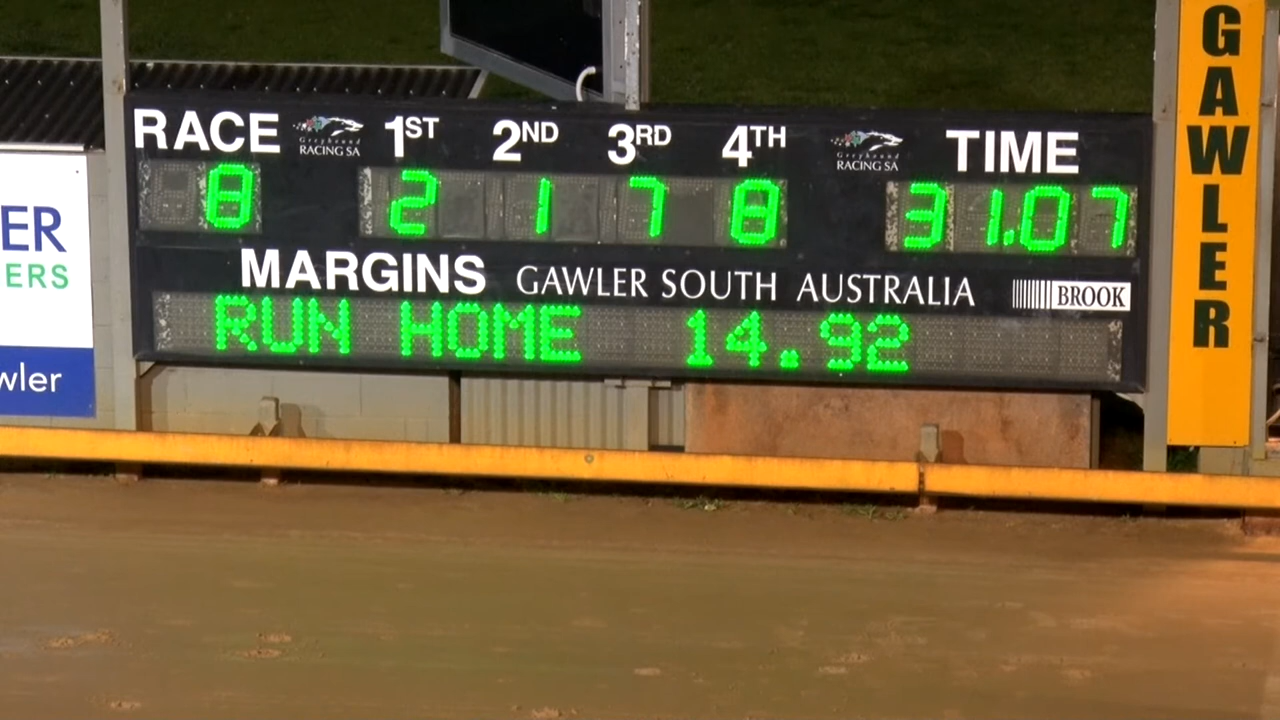 RACE Greyhound RACING SA 1ST 2ND 3RD 4TH Greyhound RACING SA TIME
8 2 1 7 8 31.07
MARGINS GAWLER SOUTH AUSTRALIA BROOK
RUN HOME 14.92
GAWLER
ER
ERS
wler